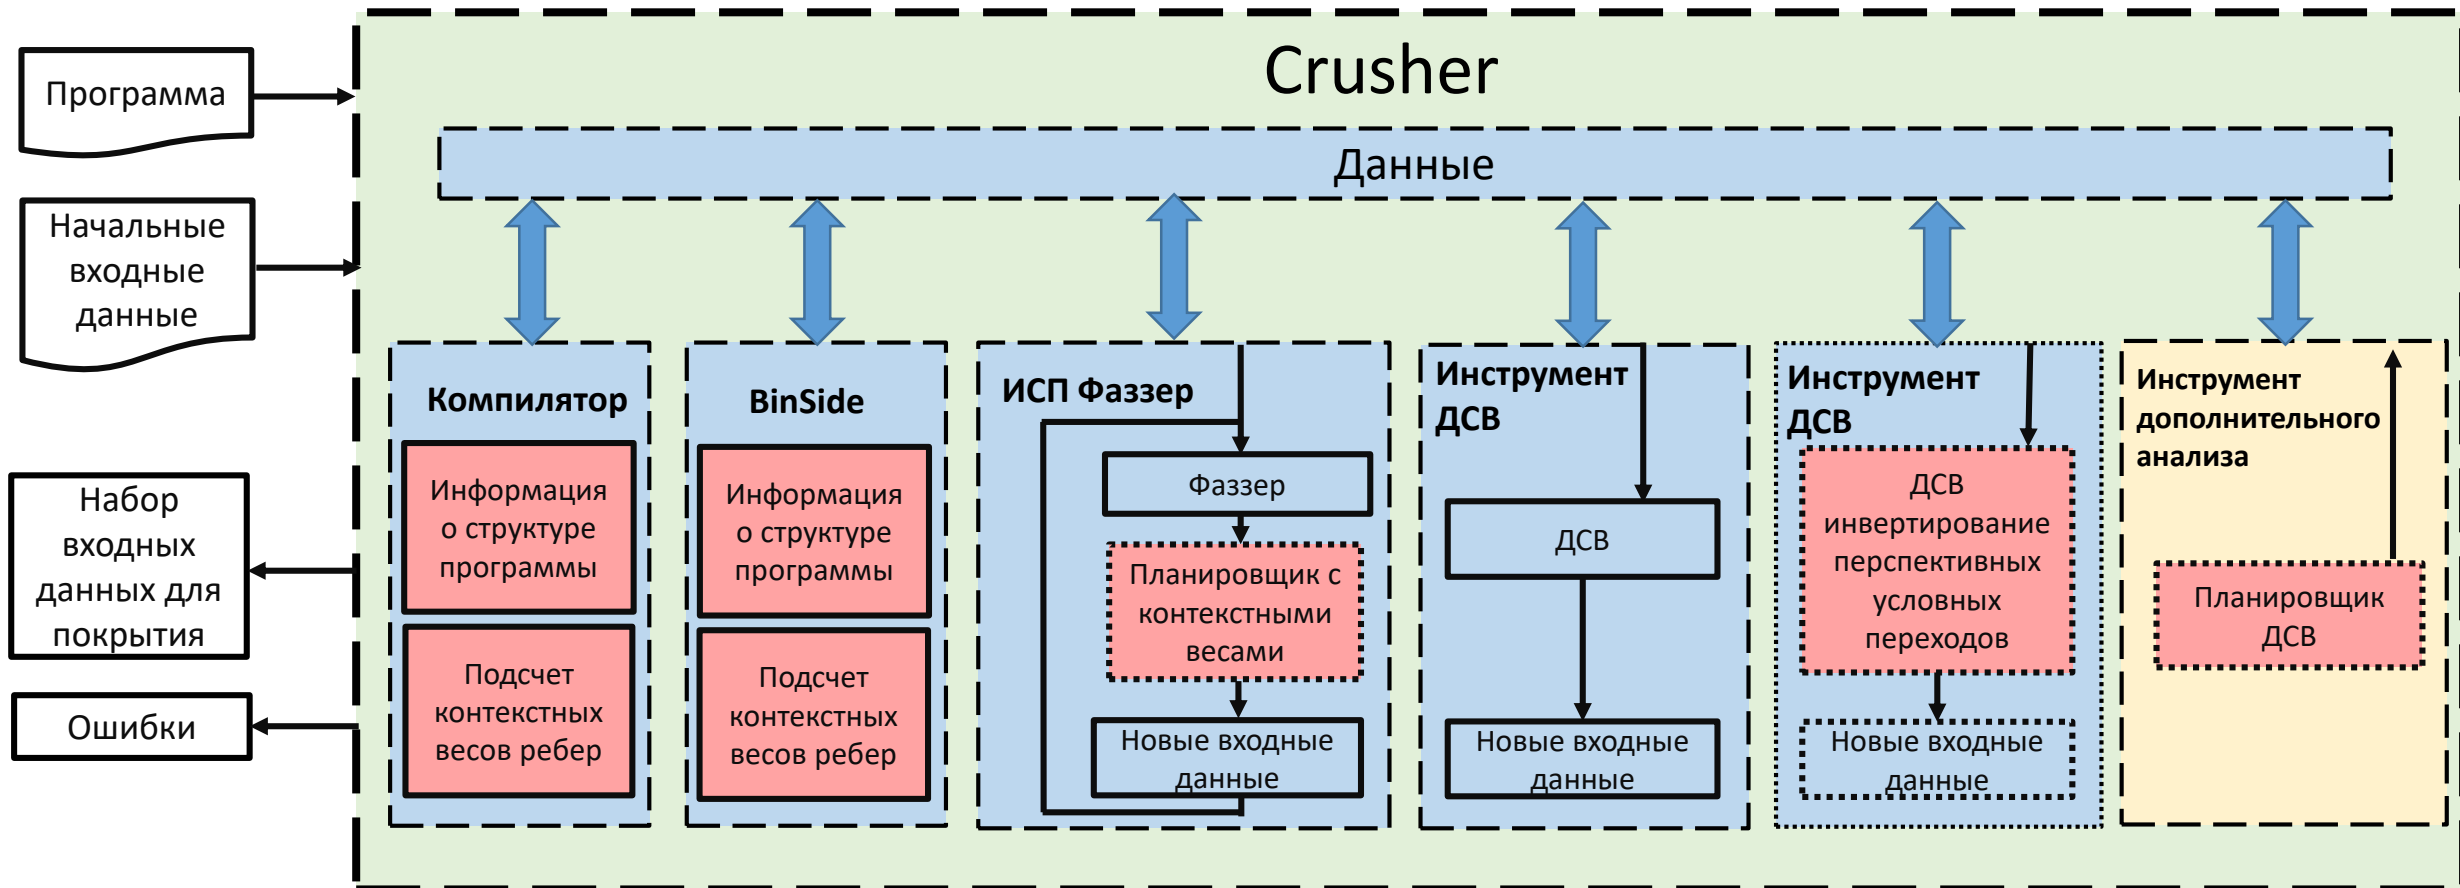 Crusher
Программа
Данные
Начальные
входные
данные
Набор
входных
данных для
покрытия
Ошибки
Компилятор
Информация
о структуре
программы
Подсчет
контекстных
весов ребер
BinSide
Информация
о структуре
программы
Подсчет
контекстных
весов ребер
ИСП Фаззер
Фаззер
Планировщик с
контекстными
весами
Новые входные
данные
Инструмент
ДСВ
ДСВ
Новые входные
данные
Инструмент
ДСВ
ДСВ
инвертирование
перспективных
условных
переходов
Новые входные
данные
Инструмент
дополнительного
анализа
Планировщик
ДСВ